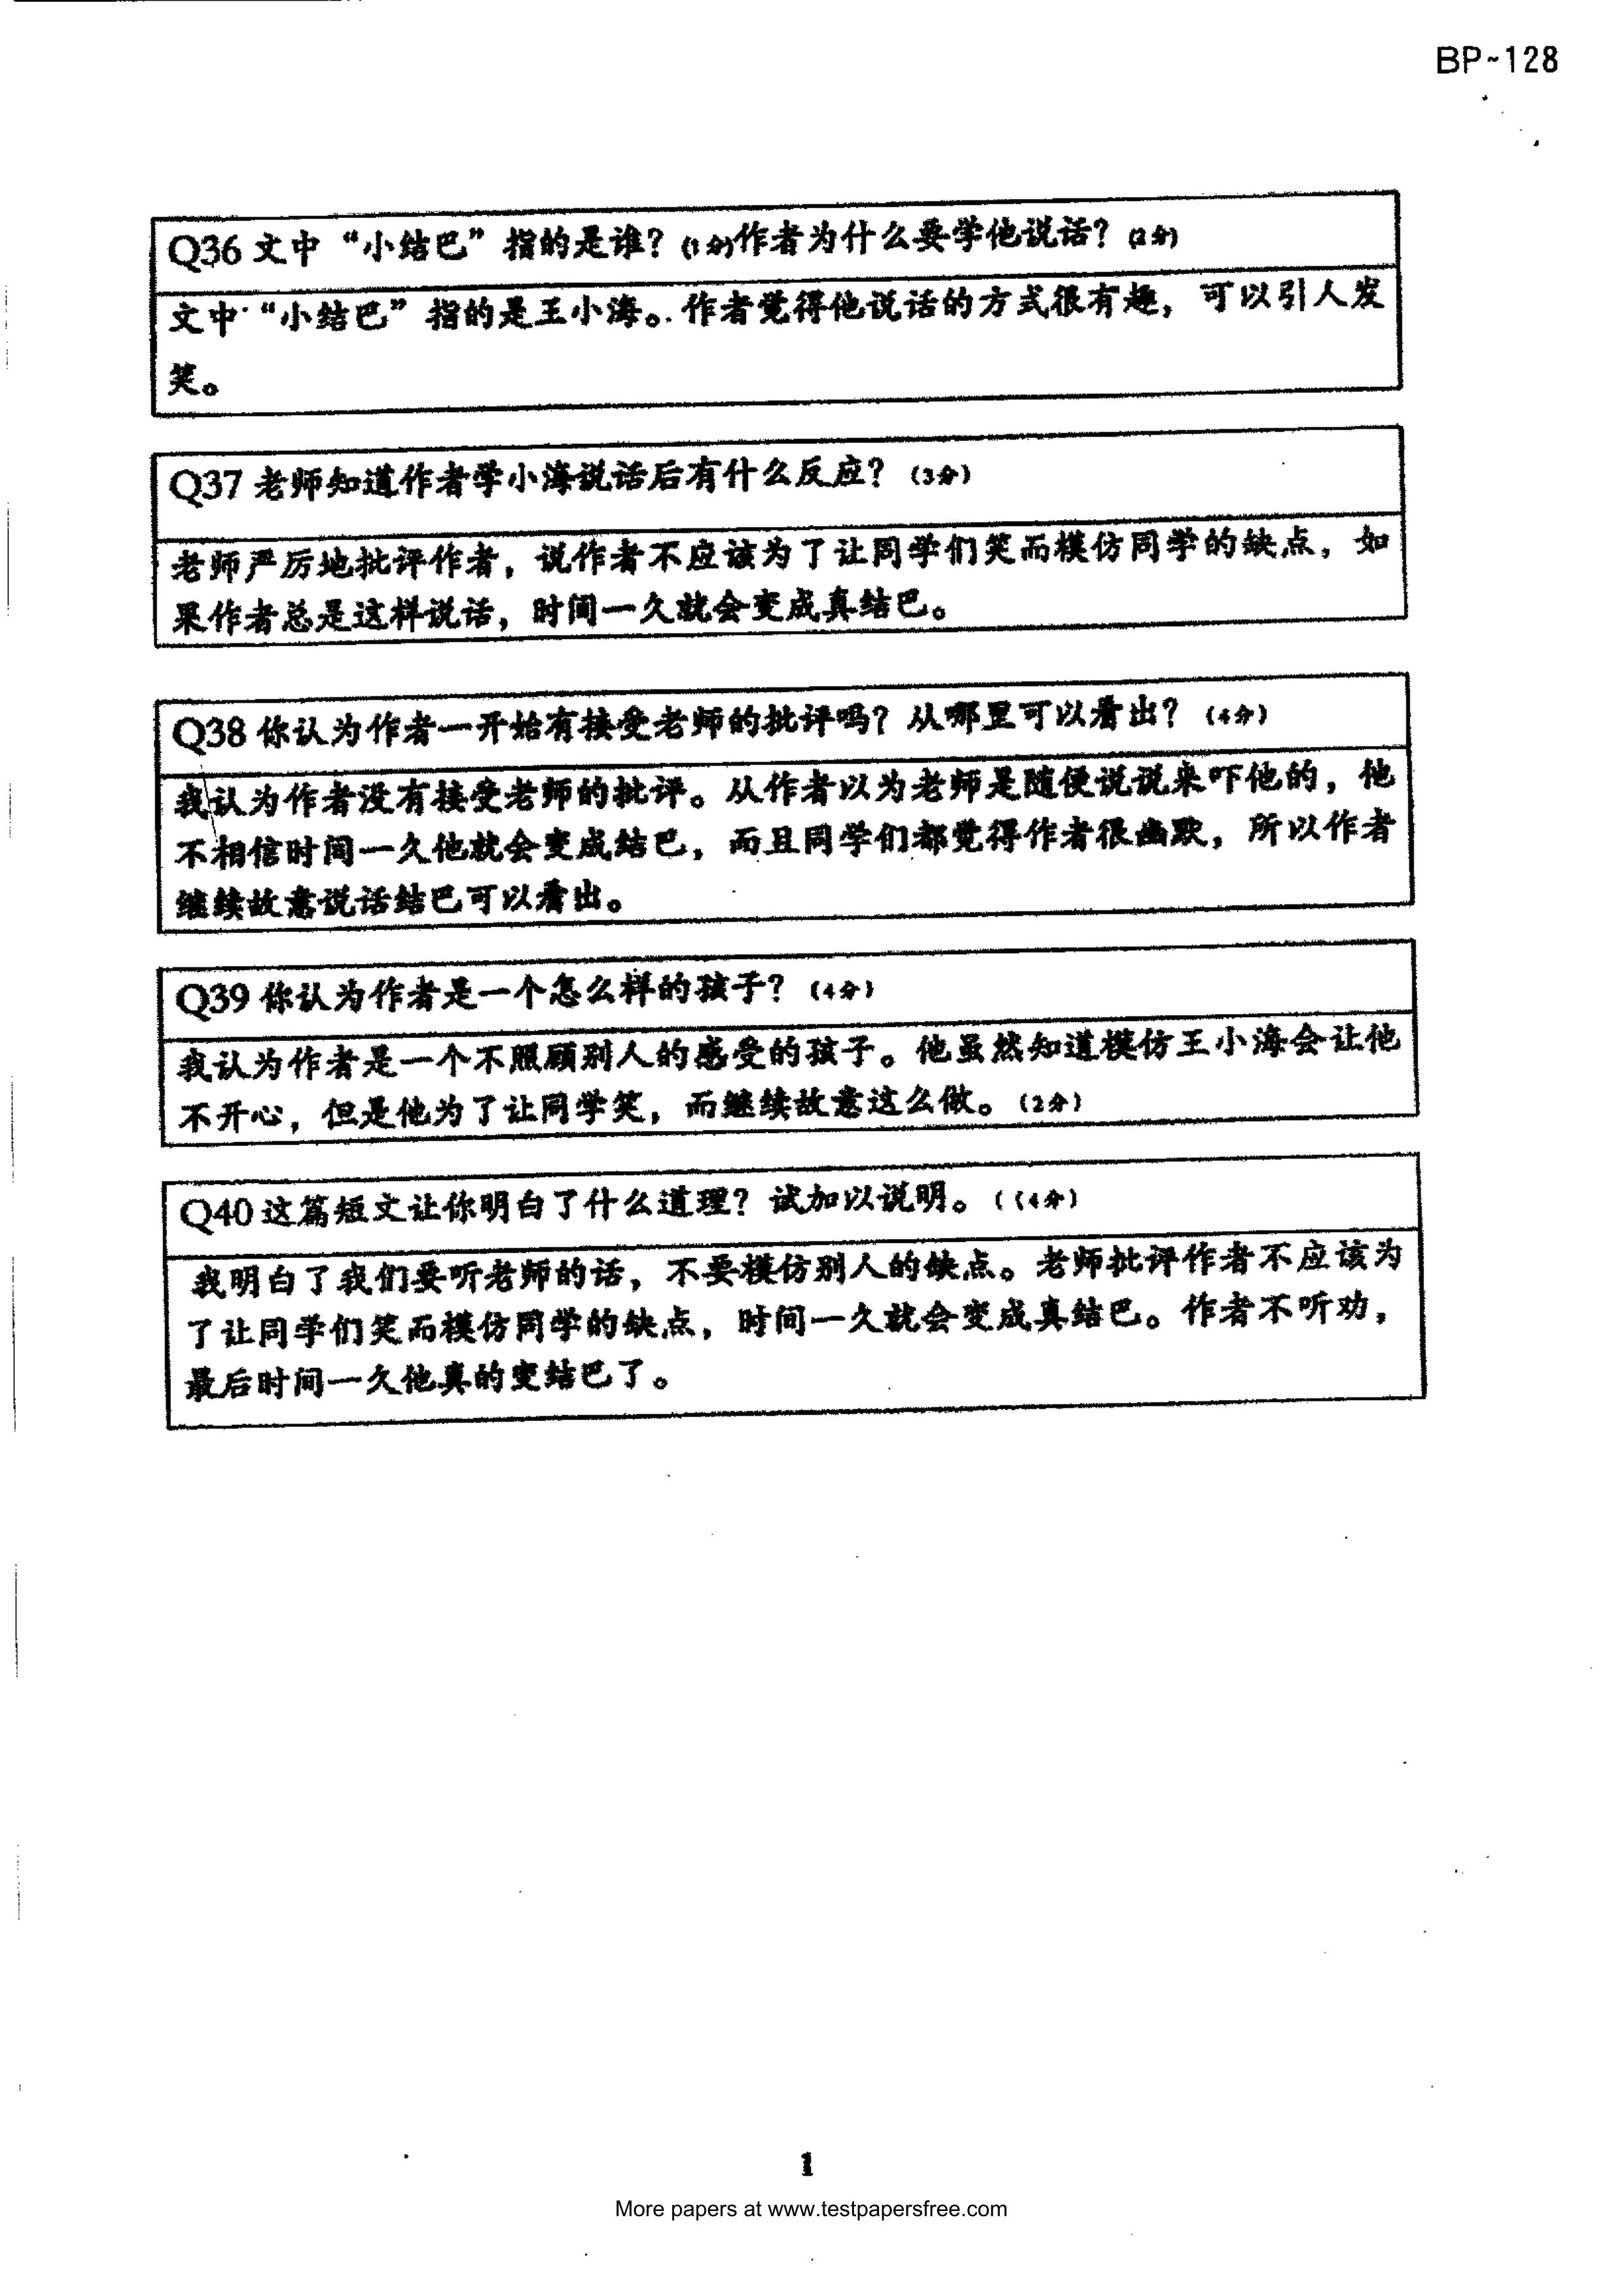 BP~128
Q36 文中“小结巴”指的是谁？(1分)作者为什么要学他说话？(2分)
文中“小结巴”指的是王小海。作者觉得他说话的方式很有趣，可以引人发
笑。
Q37 老师知道作者学小海说话后有什么反应？(3分)
老师严厉地批评作者，说作者不应该为了让同学们笑而模仿同学的缺点，如
果作者总是这样说话，时间一久就会变成真结巴。
Q38 你认为作者一开始有接受老师的批评吗？从哪里可以看出？(4分)
我认为作者没有接受老师的批评。从作者以为老师是随便说说来吓他的，他
不相信时间一久他就会变成结巴，而且同学们都觉得作者很幽默，所以作者
继续故意说话结巴可以看出。
Q39 你认为作者是一个怎么样的孩子？(4分)
我认为作者是一个不照顾别人的感受的孩子。他虽然知道模仿王小海会让他
不开心，但是他为了让同学笑，而继续故意这么做。(2分)
Q40 这篇短文让你明白了什么道理？试加以说明。((4分)
我明白了我们要听老师的话，不要模仿别人的缺点。老师批评作者不应该为
了让同学们笑而模仿同学的缺点，时间一久就会变成真结巴。作者不听劝，
最后时间一久他真的变结巴了。
1
More papers at www.testpapersfree.com